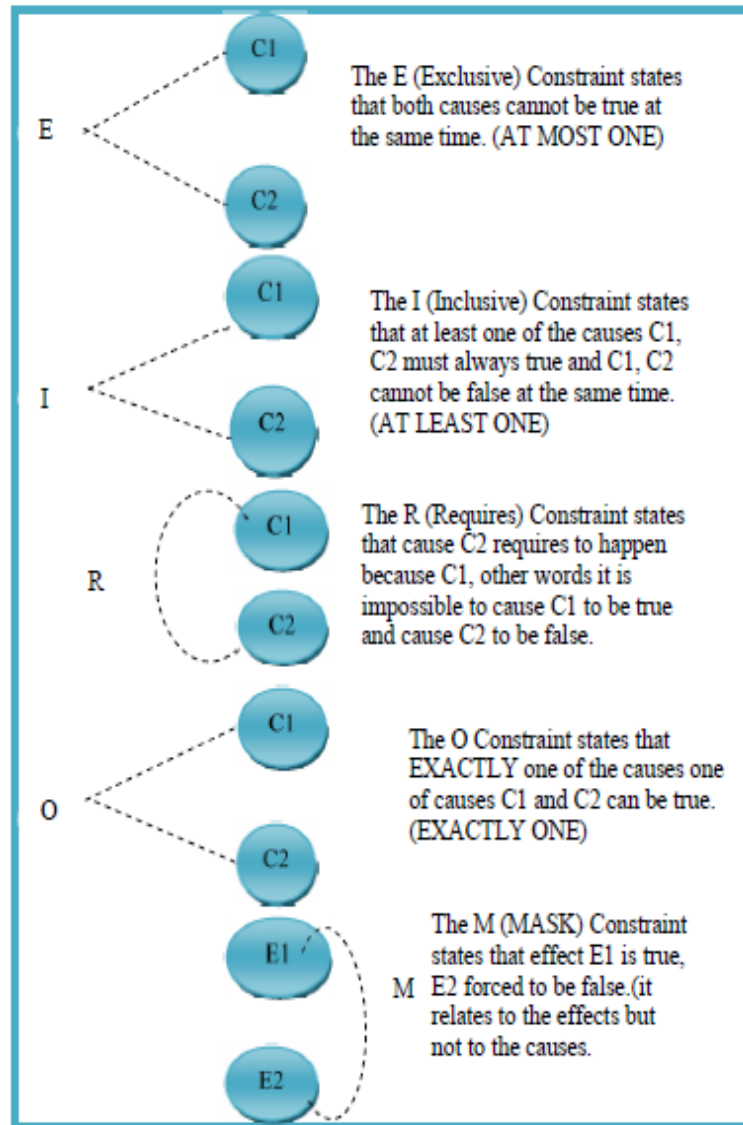 C1
The E (Exclusive) Constraint states
that both causes cannot be true at
the same time. (AT MOST ONE)
E
C2
C1
The I (Inclusive) Constraint states
that at least one of the causes C1,
C2 must always true and C1, C2
cannot be false at the same time.
(AT LEAST ONE)
I
C2
C1
The R (Requires) Constraint states
that cause C2 requires to happen
because C1, other words it is
impossible to cause C1 to be true
and cause C2 to be false.
R
C2
C1
The O Constraint states that
EXACTLY one of the causes one
of causes C1 and C2 can be true.
(EXACTLY ONE)
O
C2
E1
The M (MASK) Constraint
states that effect E1 is true,
E2 forced to be false.(it
relates to the effects but
not to the causes.
M
E2